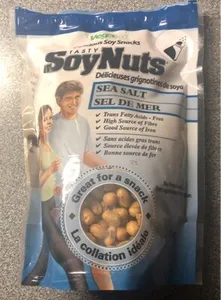 Soy Snacks
TASTY
SoyNuts
Délicieuses grignotines de soya
SEA SALT
SEL DE MER
Trans Fatty Acids - Free
High Source of Fibre
Good Source of Iron
Sans acides gras trans
Source élevée de fibres
Bonne source de fer
Great for a snack
La collation idéale